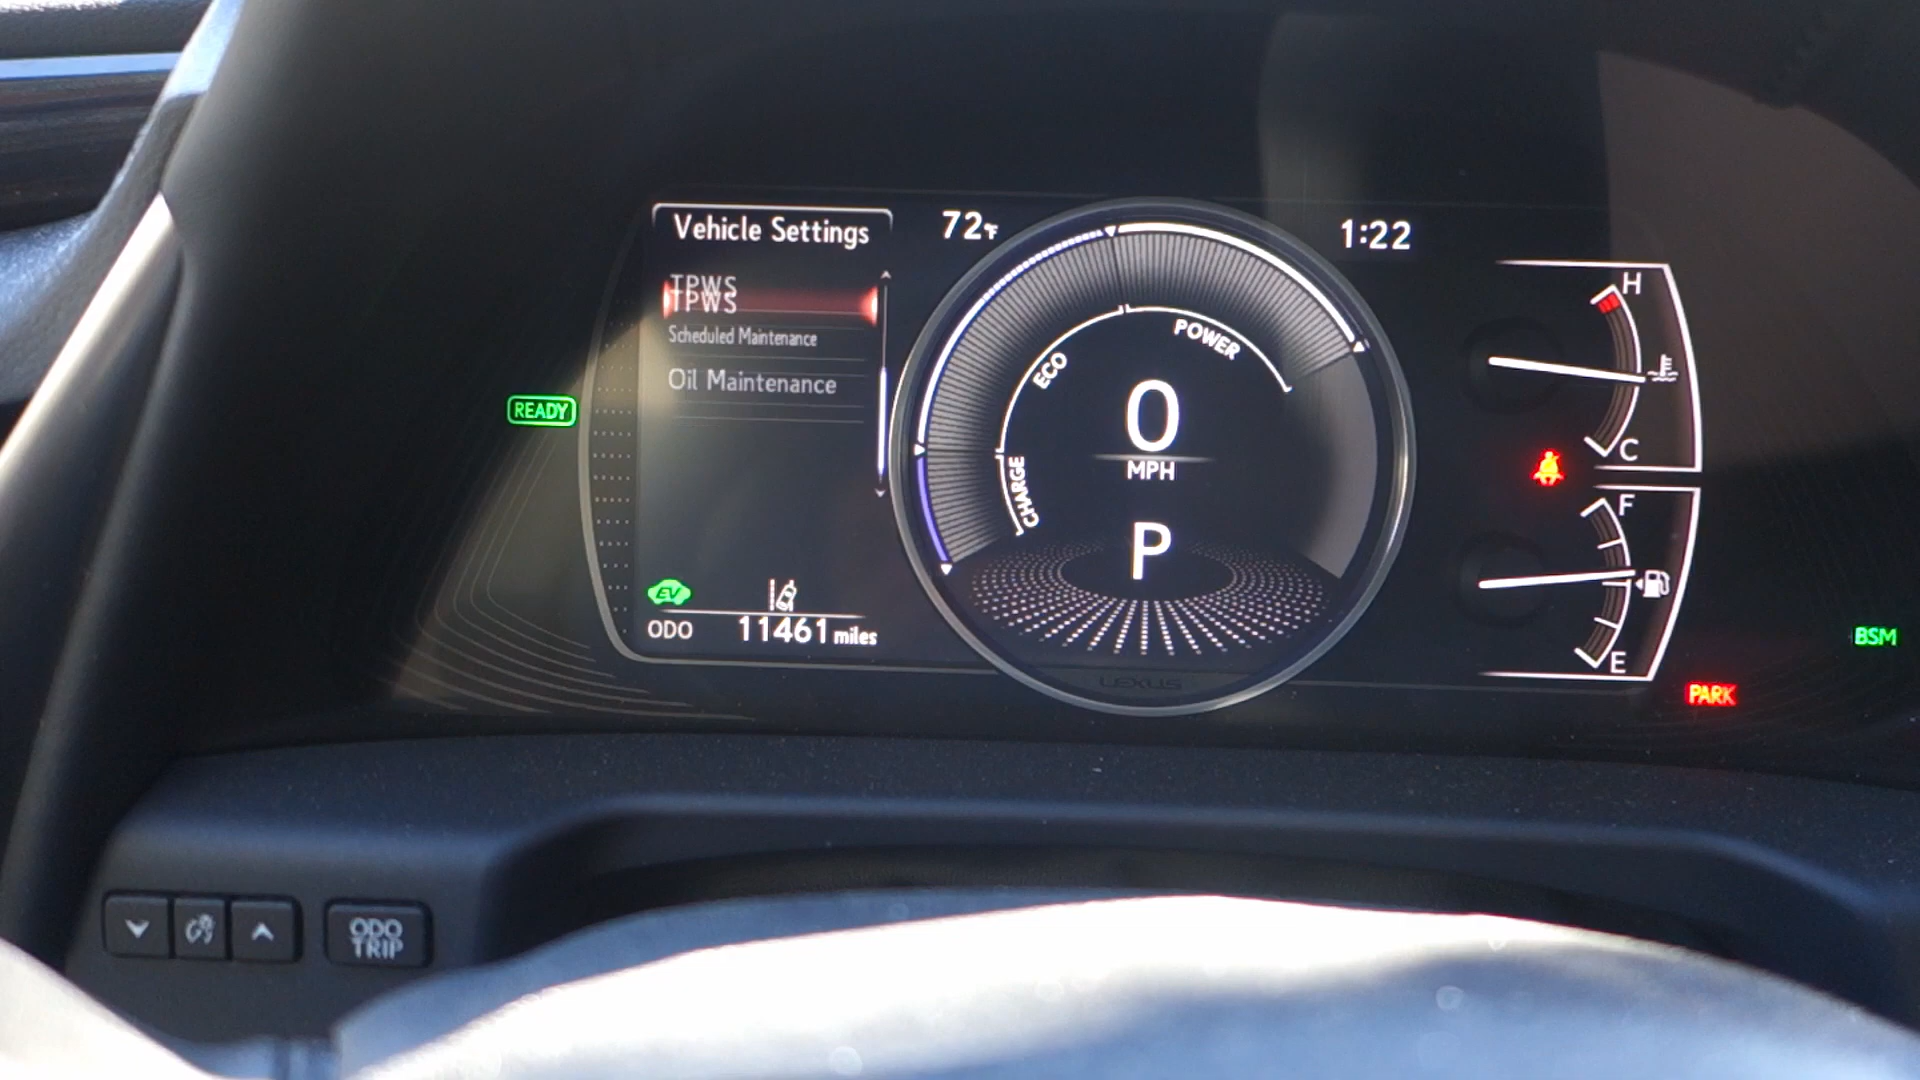 Vehicle Settings
72°F
1:22
TPWS
TPWS
Scheduled Maintenance
Oil Maintenance
READY
POWER
ECO
CHARGE
0
MPH
P
H
C
F
E
EV
ODO 11461 miles
LEXUS
BSM
PARK
ODO
TRIP